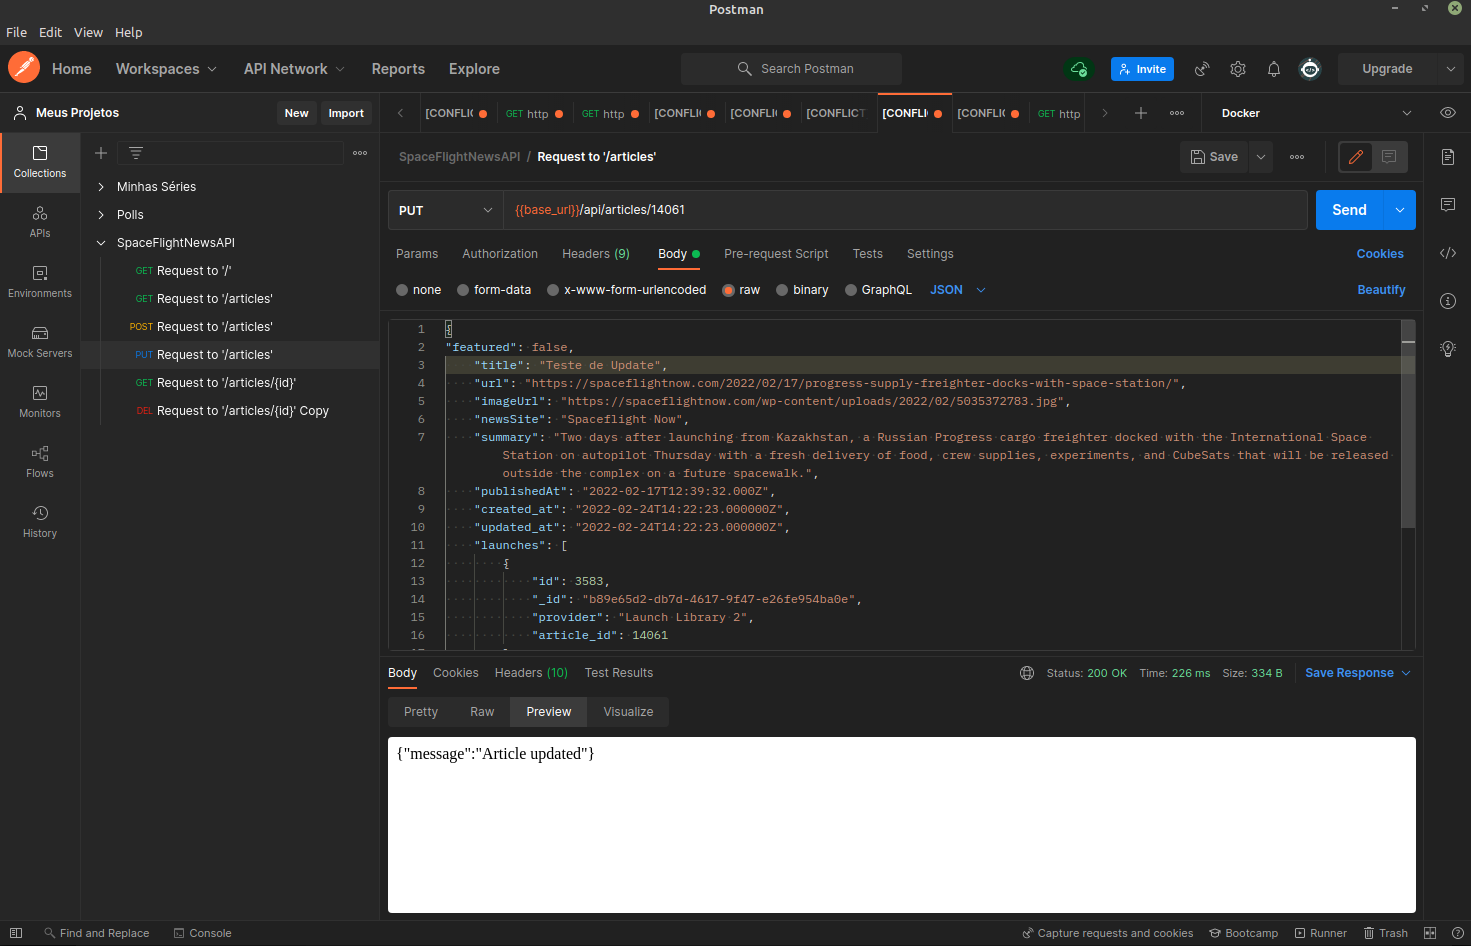 Postman
File Edit View Help
Home Workspaces API Network Reports Explore Search Postman Invite Upgrade
Meus Projetos New Import
[CONFLIC GET http GET http [CONFLIC [CONFLIC [CONFLICT [CONFLI [CONFLIC GET http Docker
Collections
APIs
Environments
Mock Servers
Monitors
Flows
History
Minhas Séries
Polls
SpaceFlightNewsAPI
GET Request to '/'
GET Request to '/articles'
POST Request to '/articles'
PUT Request to '/articles'
GET Request to '/articles/{id}'
DEL Request to '/articles/{id}' Copy
SpaceFlightNewsAPI / Request to '/articles' Save
PUT {{base_url}}/api/articles/14061 Send
Params Authorization Headers (9) Body Pre-request Script Tests Settings Cookies
none form-data x-www-form-urlencoded raw binary GraphQL JSON Beautify
1 {
2 "featured": false,
3 "title": "Teste de Update",
4 "url": "https://spaceflightnow.com/2022/02/17/progress-supply-freighter-docks-with-space-station/",
5 "imageUrl": "https://spaceflightnow.com/wp-content/uploads/2022/02/5035372783.jpg",
6 "newsSite": "Spaceflight Now",
7 "summary": "Two days after launching from Kazakhstan, a Russian Progress cargo freighter docked with the International Space
Station on autopilot Thursday with a fresh delivery of food, crew supplies, experiments, and CubeSats that will be released
outside the complex on a future spacewalk.",
8 "publishedAt": "2022-02-17T12:39:32.000Z",
9 "created_at": "2022-02-24T14:22:23.000000Z",
10 "updated_at": "2022-02-24T14:22:23.000000Z",
11 "launches": [
12 {
13 "id": 3583,
14 "_id": "b89e65d2-db7d-4617-9f47-e26fe954ba0e",
15 "provider": "Launch Library 2",
16 "article_id": 14061
Body Cookies Headers (10) Test Results Status: 200 OK Time: 226 ms Size: 334 B Save Response
Pretty Raw Preview Visualize
{"message":"Article updated"}
Find and Replace Console Capture requests and cookies Bootcamp Runner Trash